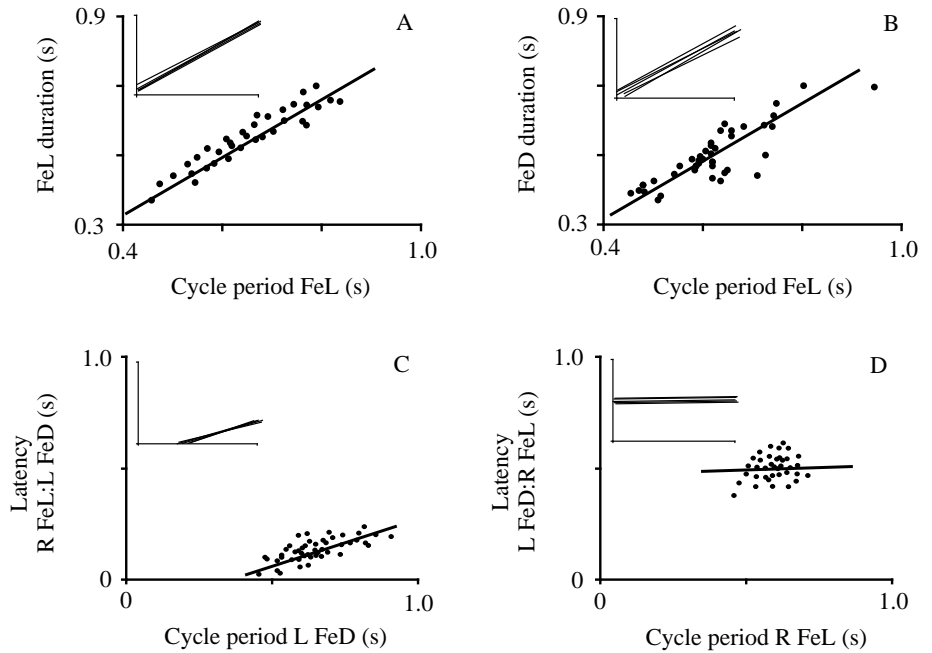 A
0.9
FeL duration (s)
0.3
0.4
1.0
Cycle period FeL (s)
B
0.9
FeD duration (s)
0.3
0.4
1.0
Cycle period FeL (s)
C
1.0
Latency
R FeL:L FeD (s)
0
0
1.0
Cycle period L FeD (s)
D
1.0
Latency
L FeD:R FeL (s)
0
0
1.0
Cycle period R FeL (s)